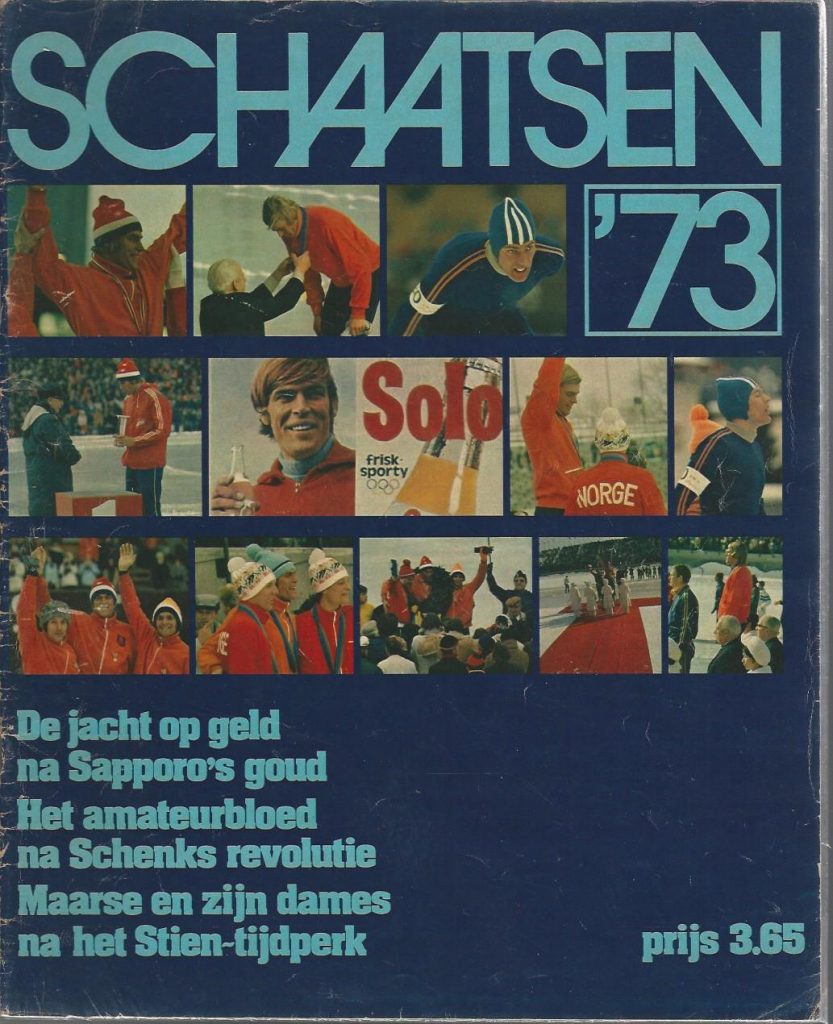 SCHAATSEN
'73
Solo
frisk-
sporty
NORGE
1
De jacht op geld
na Sapporo's goud
Het amateurbloed
na Schenks revolutie
Maarse en zijn dames
na het Stien-tijdperk
prijs 3.65